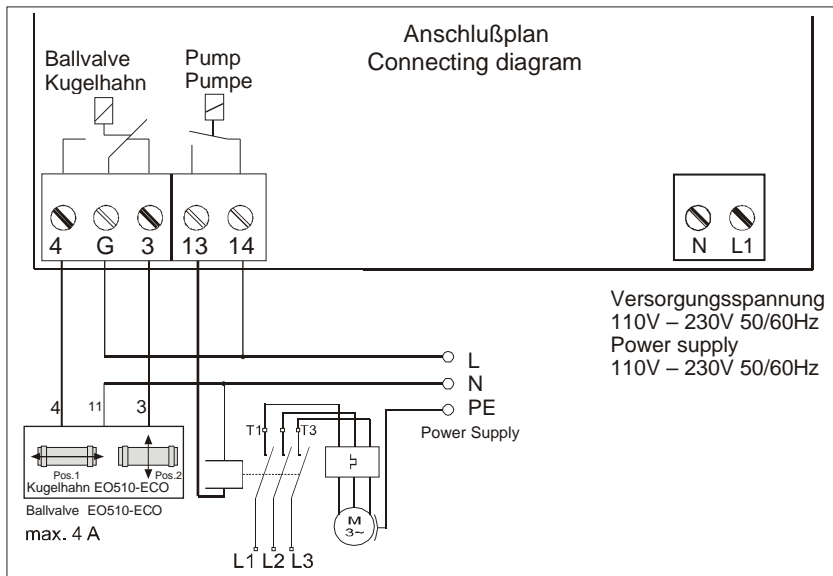 Anschlußplan
Connecting diagram
Ballvalve
Kugelhahn
Pump
Pumpe
4 G 3 13 14
N L1
Versorgungsspannung
110V – 230V 50/60Hz
Power supply
110V – 230V 50/60Hz
L
N
PE
Power Supply
4 11 3
T1 T3
Pos.1 Pos.2
Kugelhahn EO510-ECO
Ballvalve EO510-ECO
max. 4 A
M
3~
L1 L2 L3